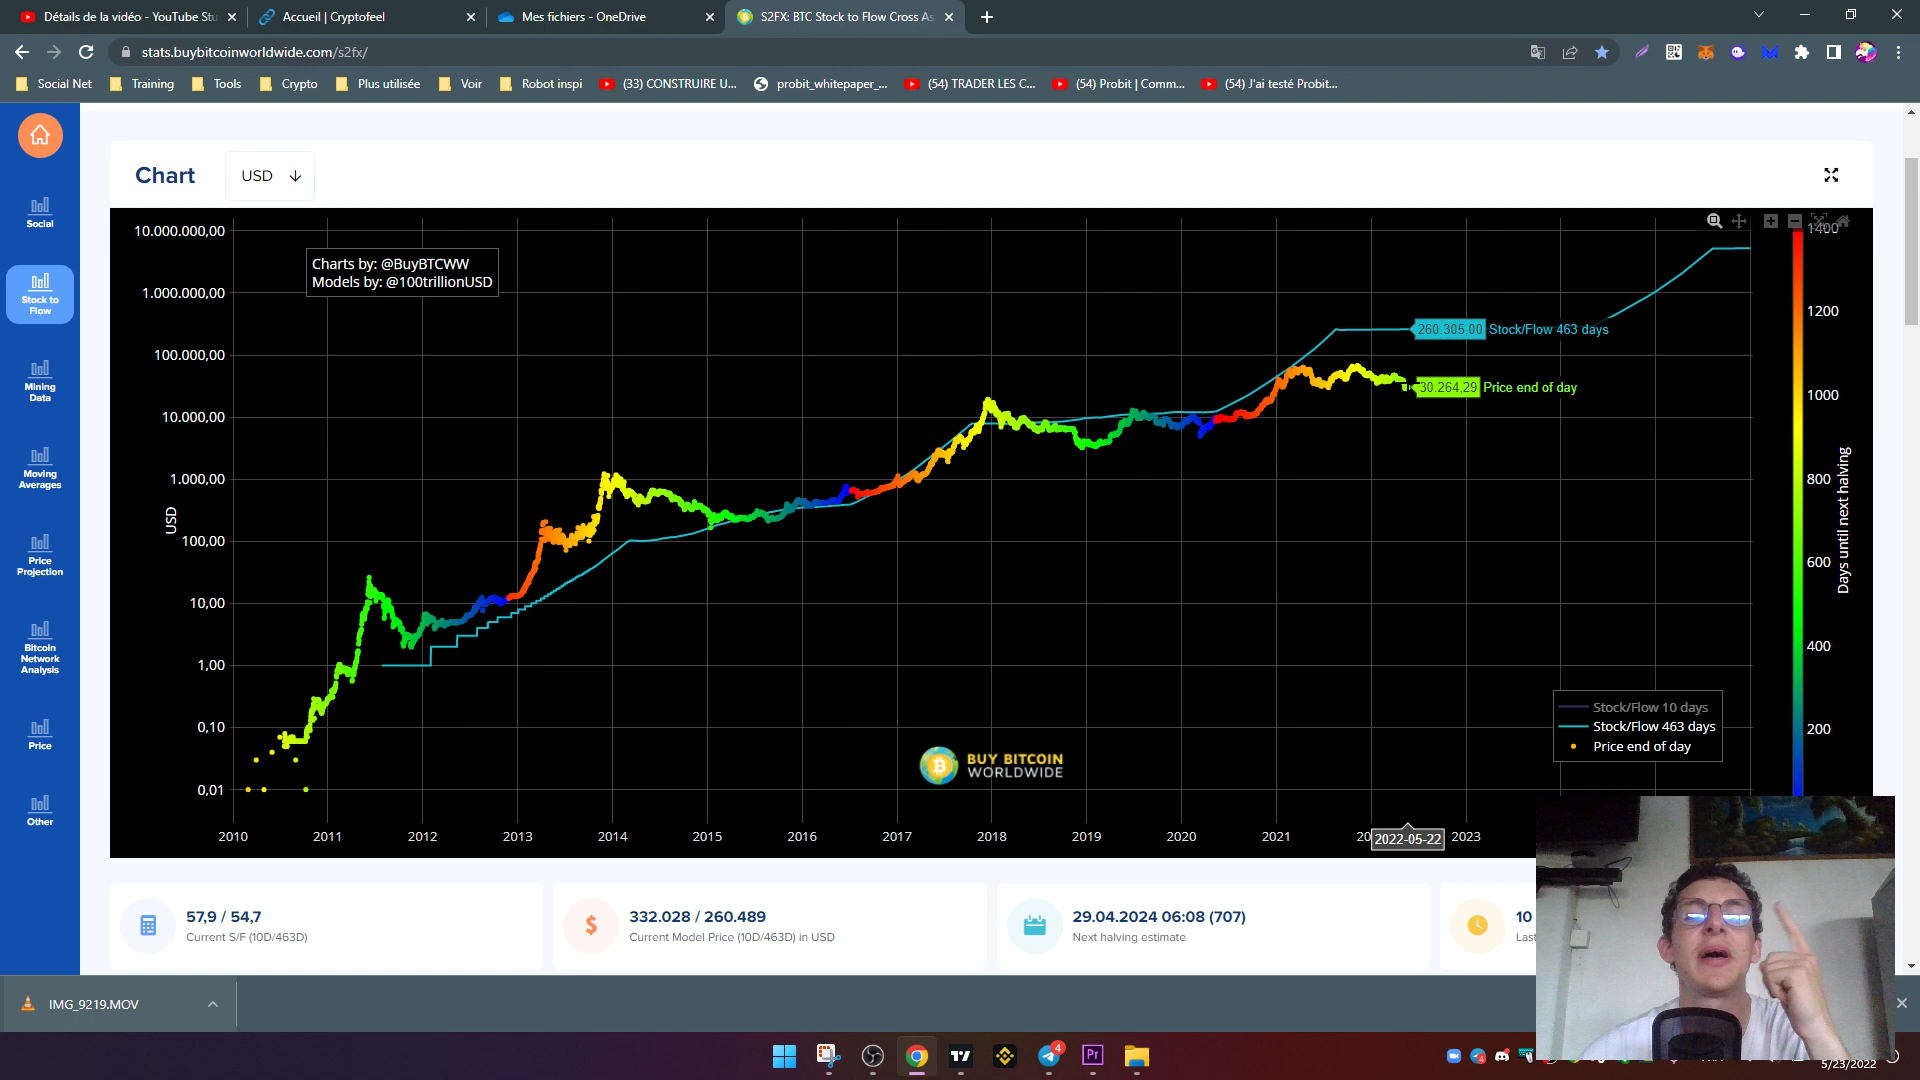 Détails de la vidéo - YouTube Stu
Accueil | Cryptofeel
Mes fichiers - OneDrive
S2FX: BTC Stock to Flow Cross As
stats.buybitcoinworldwide.com/s2fx/
Social Net
Training
Tools
Crypto
Plus utilisée
Voir
Robot inspi
(33) CONSTRUIRE U...
probit_whitepaper_...
(54) TRADER LES C...
(54) Probit | Comm...
(54) J'ai testé Probit...
Social
Stock to
Flow
Mining
Data
Moving
Averages
Price
Projection
Bitcoin
Network
Analysis
Price
Other
Chart
USD
10.000.000,00
1.000.000,00
100.000,00
10.000,00
1.000,00
100,00
10,00
1,00
0,10
0,01
USD
Charts by: @BuyBTCWW
Models by: @100trillionUSD
260.305,00 Stock/Flow 463 days
30.264,29 Price end of day
1400
1200
1000
800
600
400
200
Days until next halving
Stock/Flow 10 days
Stock/Flow 463 days
Price end of day
BUY BITCOIN
WORLDWIDE
2010
2011
2012
2013
2014
2015
2016
2017
2018
2019
2020
2021
20
2022-05-22
2023
57,9 / 54,7
Current S/F (10D/463D)
332.028 / 260.489
Current Model Price (10D/463D) in USD
29.04.2024 06:08 (707)
Next halving estimate
10
Last
IMG_9219.MOV
4
Pr
5/23/2022